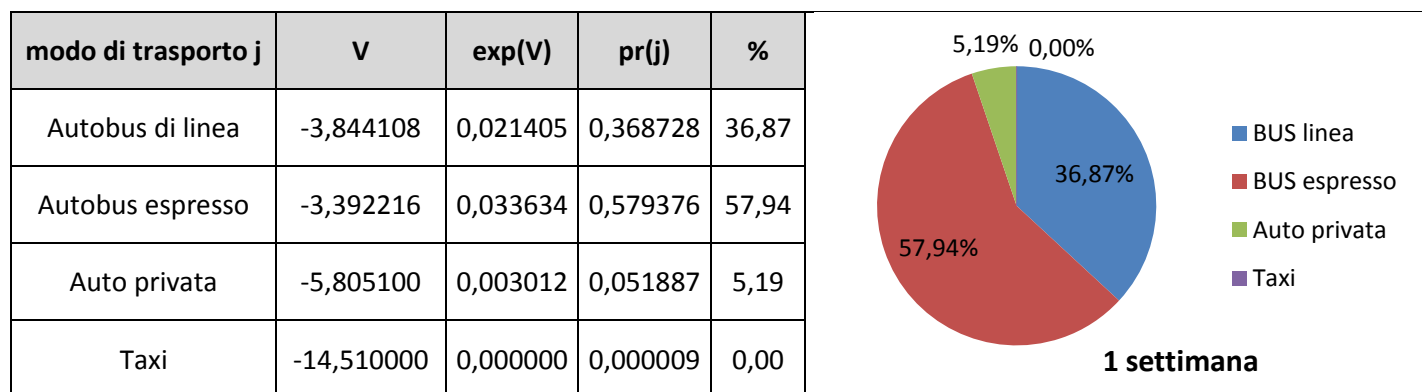 modo di trasporto j V exp(V) pr(j) %
Autobus di linea -3,844108 0,021405 0,368728 36,87
Autobus espresso -3,392216 0,033634 0,579376 57,94
Auto privata -5,805100 0,003012 0,051887 5,19
Taxi -14,510000 0,000000 0,000009 0,00
5,19% 0,00%
36,87%
57,94%
BUS linea
BUS espresso
Auto privata
Taxi
1 settimana